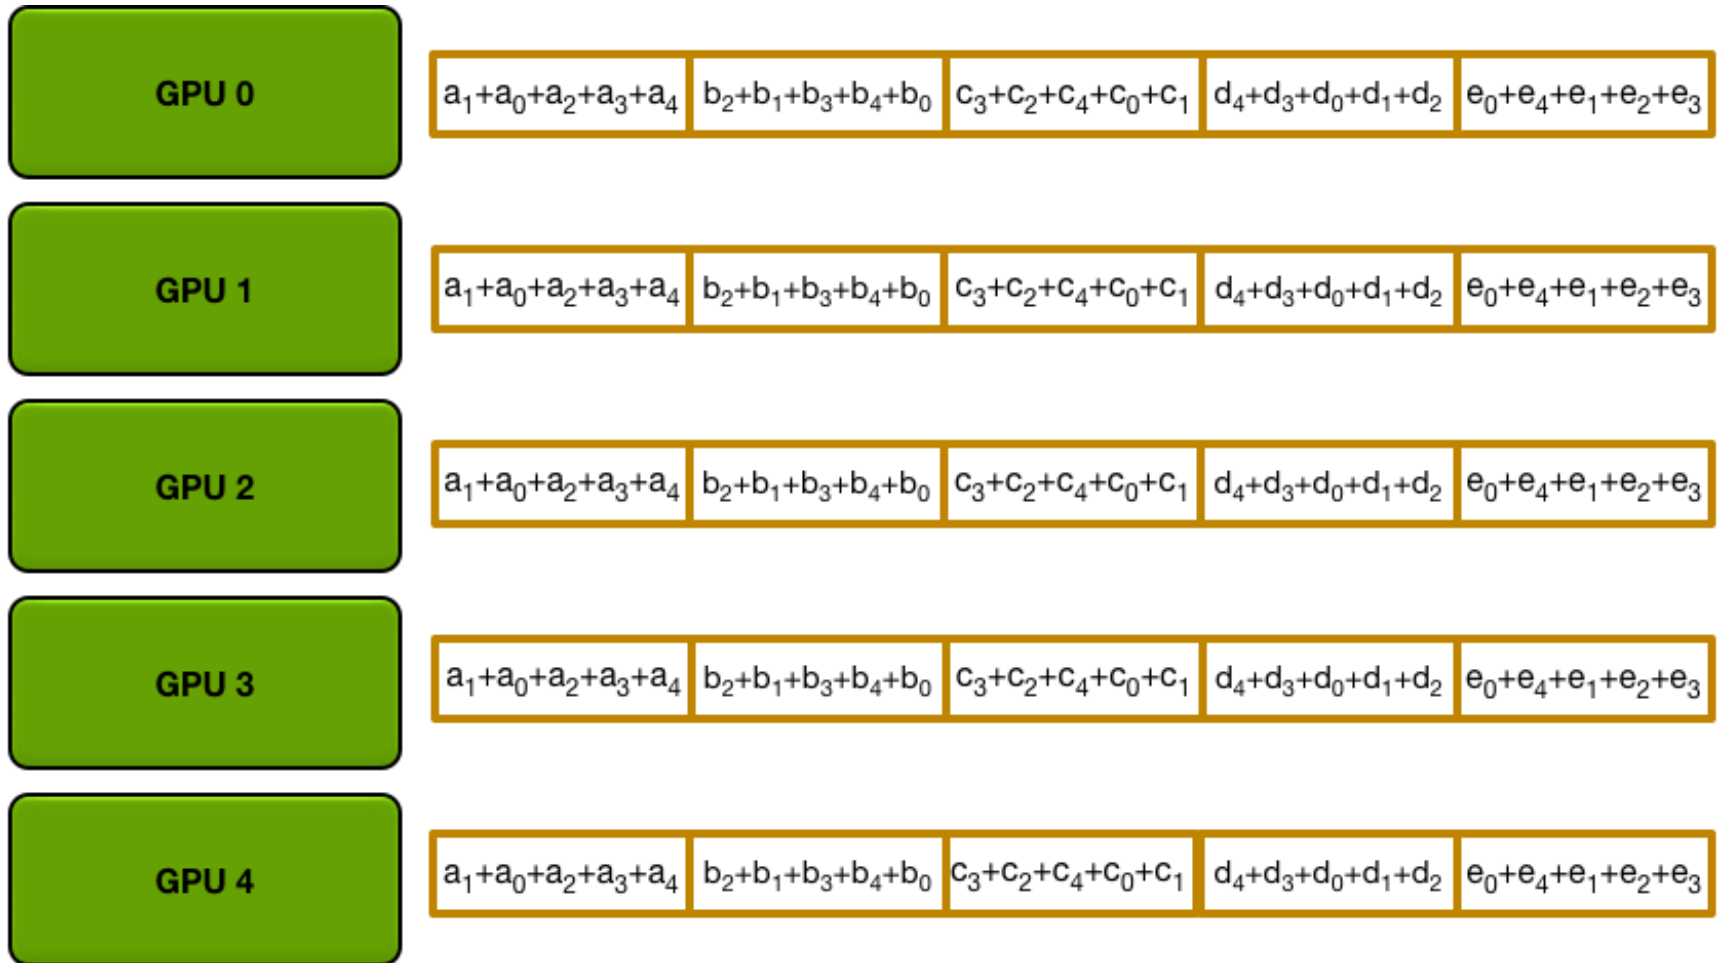 GPU 0 a₁+a₀+a₂+a₃+a₄ b₂+b₁+b₃+b₄+b₀ c₃+c₂+c₄+c₀+c₁ d₄+d₃+d₀+d₁+d₂ e₀+e₄+e₁+e₂+e₃
GPU 1 a₁+a₀+a₂+a₃+a₄ b₂+b₁+b₃+b₄+b₀ c₃+c₂+c₄+c₀+c₁ d₄+d₃+d₀+d₁+d₂ e₀+e₄+e₁+e₂+e₃
GPU 2 a₁+a₀+a₂+a₃+a₄ b₂+b₁+b₃+b₄+b₀ c₃+c₂+c₄+c₀+c₁ d₄+d₃+d₀+d₁+d₂ e₀+e₄+e₁+e₂+e₃
GPU 3 a₁+a₀+a₂+a₃+a₄ b₂+b₁+b₃+b₄+b₀ c₃+c₂+c₄+c₀+c₁ d₄+d₃+d₀+d₁+d₂ e₀+e₄+e₁+e₂+e₃
GPU 4 a₁+a₀+a₂+a₃+a₄ b₂+b₁+b₃+b₄+b₀ c₃+c₂+c₄+c₀+c₁ d₄+d₃+d₀+d₁+d₂ e₀+e₄+e₁+e₂+e₃